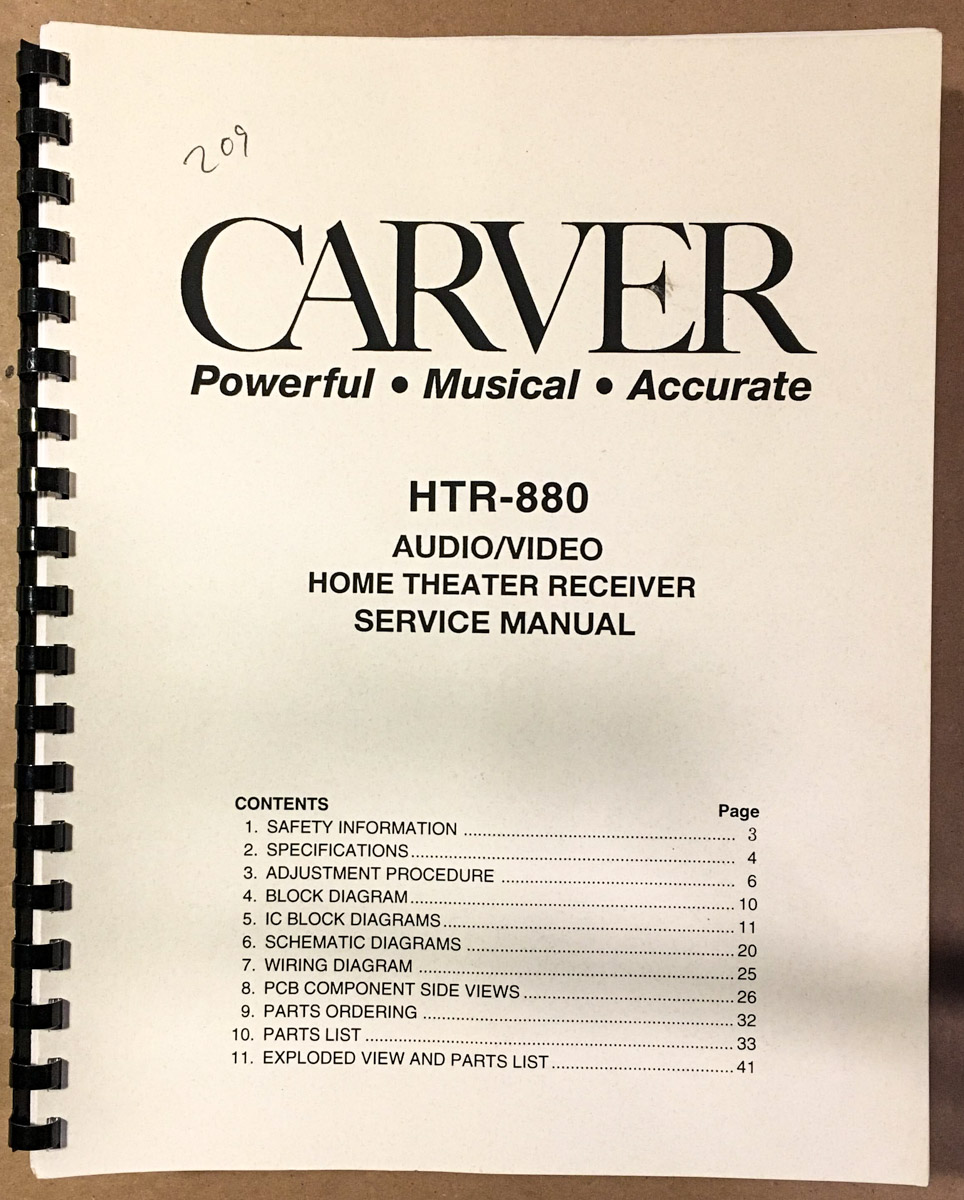 209
CARVER
Powerful • Musical • Accurate
HTR-880
AUDIO/VIDEO
HOME THEATER RECEIVER
SERVICE MANUAL
CONTENTS Page
1. SAFETY INFORMATION ........ 3
2. SPECIFICATIONS ........ 4
3. ADJUSTMENT PROCEDURE ........ 6
4. BLOCK DIAGRAM ........ 10
5. IC BLOCK DIAGRAMS ........ 11
6. SCHEMATIC DIAGRAMS ........ 20
7. WIRING DIAGRAM ........ 25
8. PCB COMPONENT SIDE VIEWS ........ 26
9. PARTS ORDERING ........ 32
10. PARTS LIST ........ 33
11. EXPLODED VIEW AND PARTS LIST ........ 41